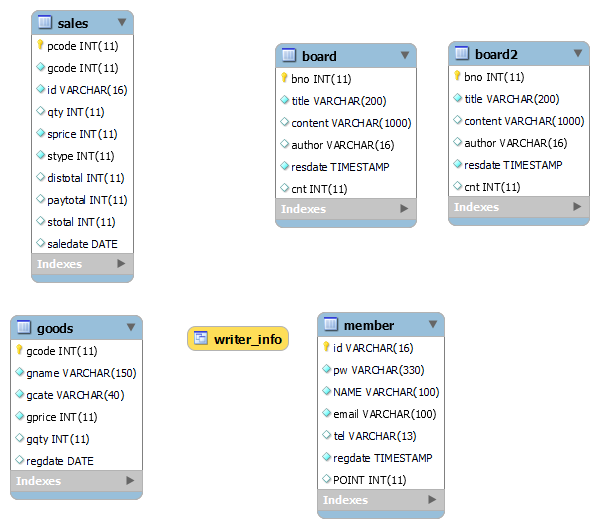 sales
pcode INT(11)
gcode INT(11)
id VARCHAR(16)
qty INT(11)
sprice INT(11)
stype INT(11)
distotal INT(11)
paytotal INT(11)
stotal INT(11)
saledate DATE
Indexes
board
bno INT(11)
title VARCHAR(200)
content VARCHAR(1000)
author VARCHAR(16)
resdate TIMESTAMP
cnt INT(11)
Indexes
board2
bno INT(11)
title VARCHAR(200)
content VARCHAR(1000)
author VARCHAR(16)
resdate TIMESTAMP
cnt INT(11)
Indexes
goods
gcode INT(11)
gname VARCHAR(150)
gcate VARCHAR(40)
gprice INT(11)
gqty INT(11)
regdate DATE
Indexes
writer_info
member
id VARCHAR(16)
pw VARCHAR(330)
NAME VARCHAR(100)
email VARCHAR(100)
tel VARCHAR(13)
regdate TIMESTAMP
POINT INT(11)
Indexes